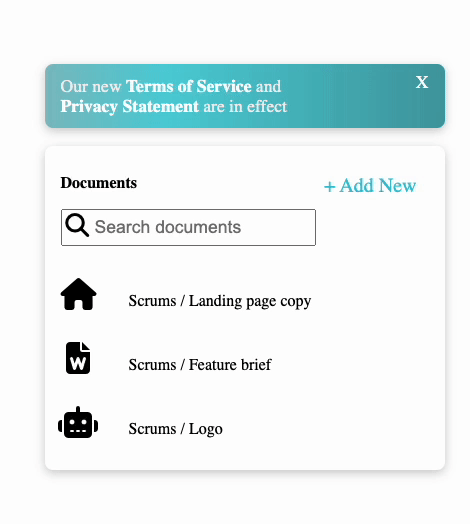 Our new Terms of Service and X
Privacy Statement are in effect
Documents + Add New
Search documents
Scrums / Landing page copy
W Scrums / Feature brief
Scrums / Logo